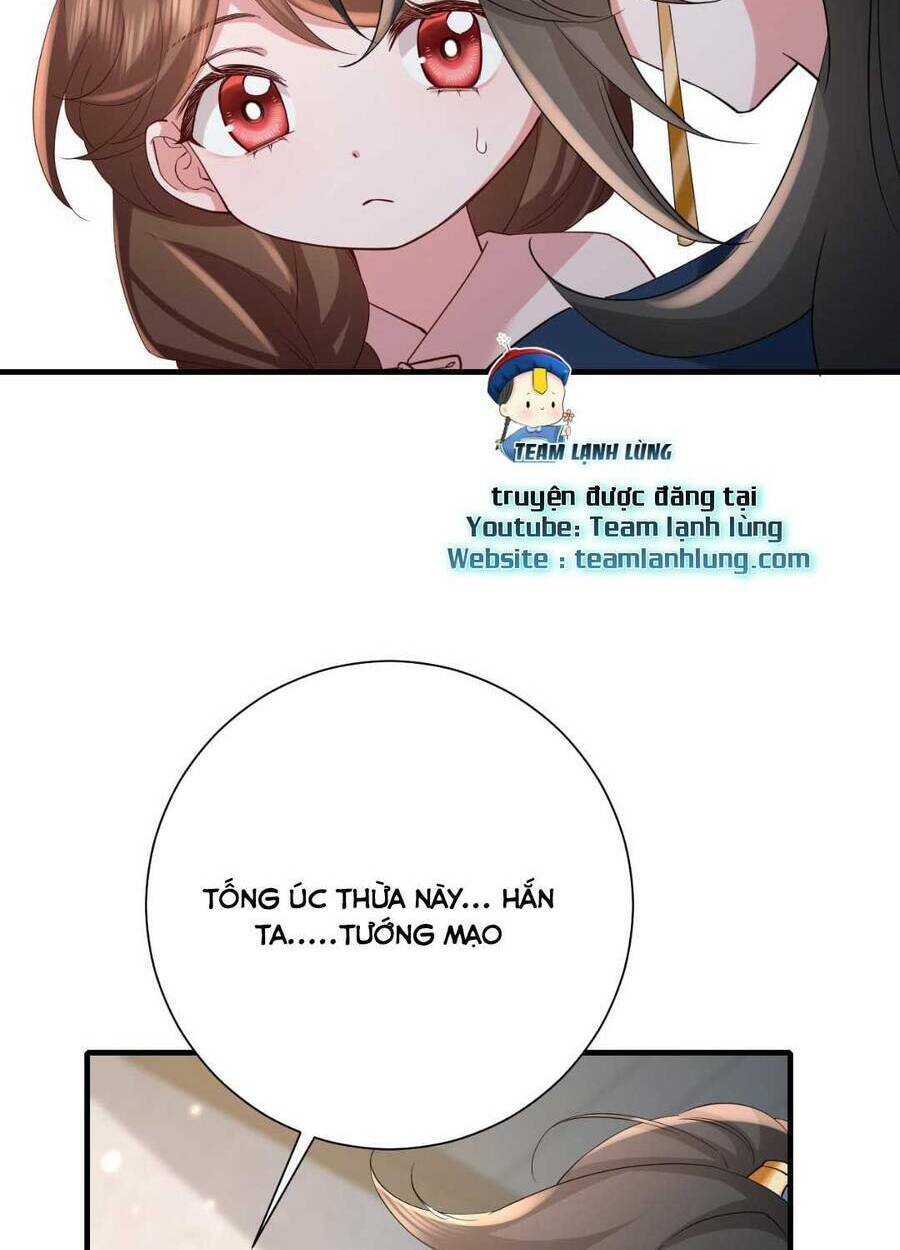 TEAM LẠNH LÙNG
truyện được đăng tại
Youtube: Team lạnh lùng
Website : teamlanhlung.com
TỐNG ÚC THỪA NÀY... HẮN
TA.....TƯỚNG MẠO